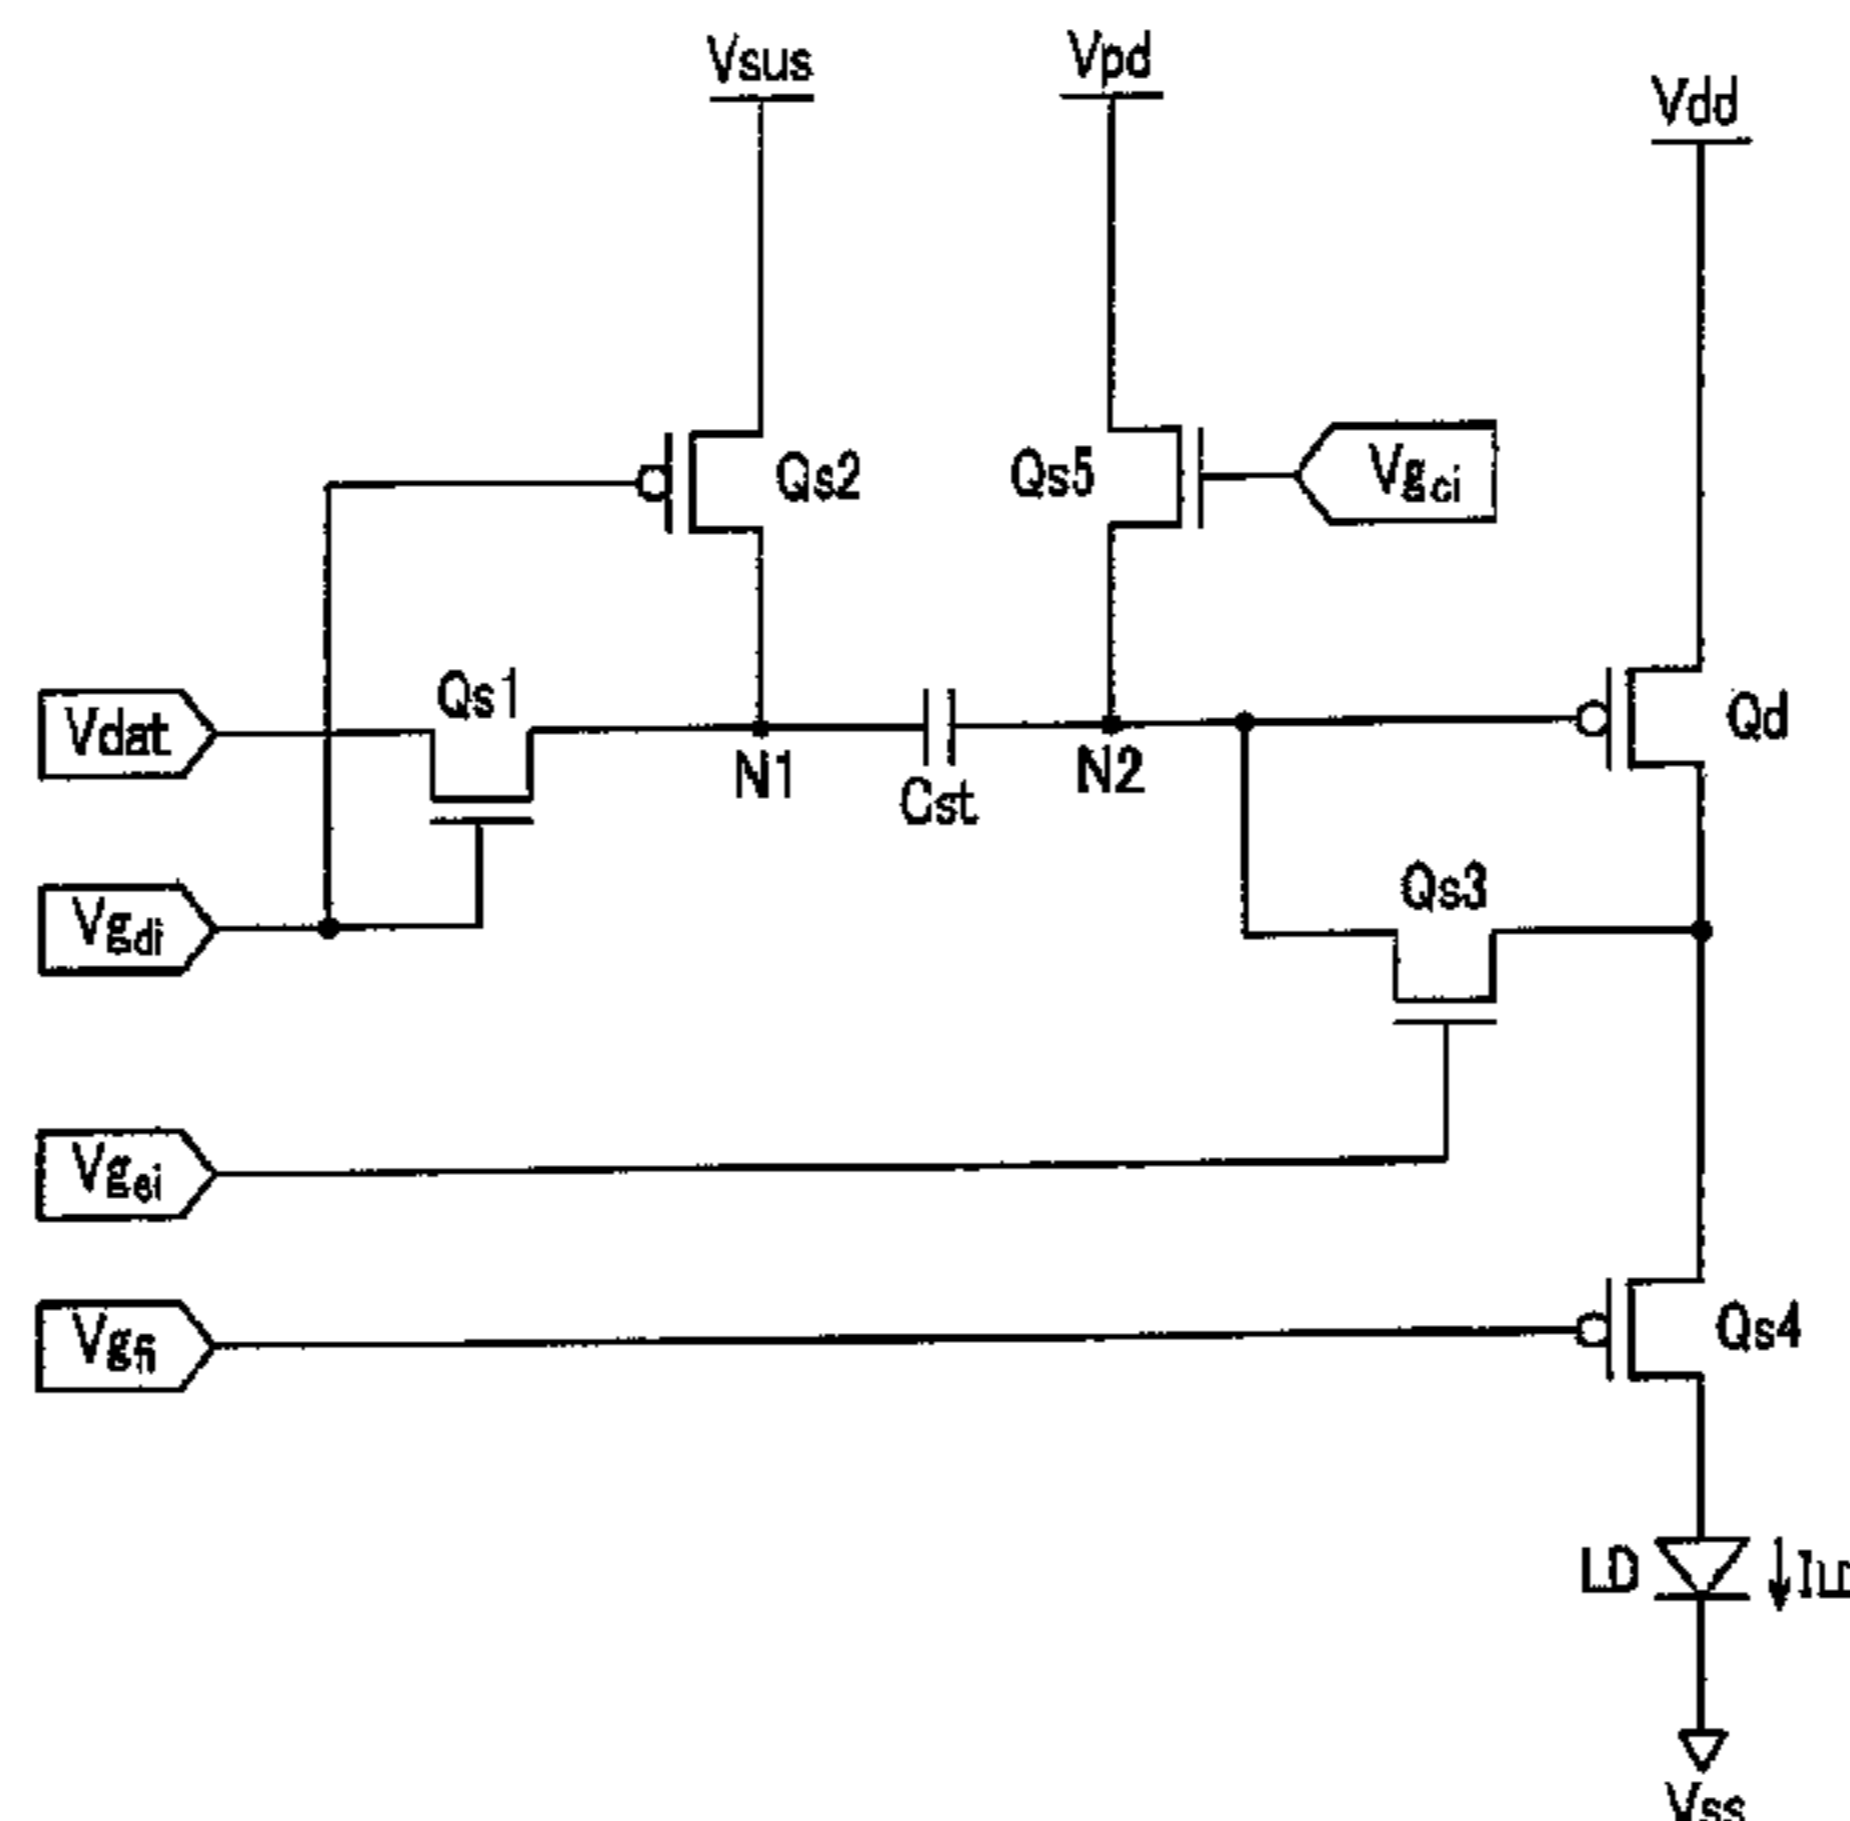 Vsus
Vpd
Vdd
Qs2
Qs5
Vgci
Vdat
Qs1
N1
Cst
N2
Qd
Vgdi
Qs3
Vgei
Vgfi
Qs4
LD
Vss